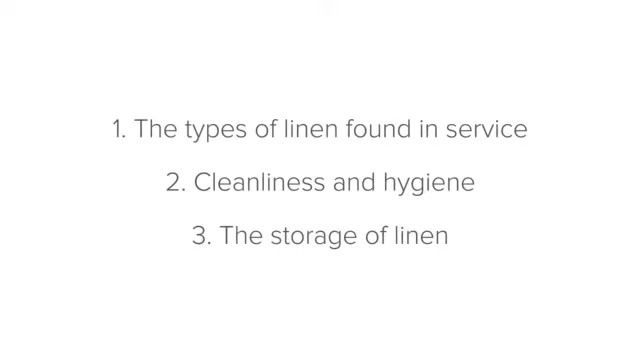 1. The types of linen found in service
2. Cleanliness and hygiene
3. The storage of linen